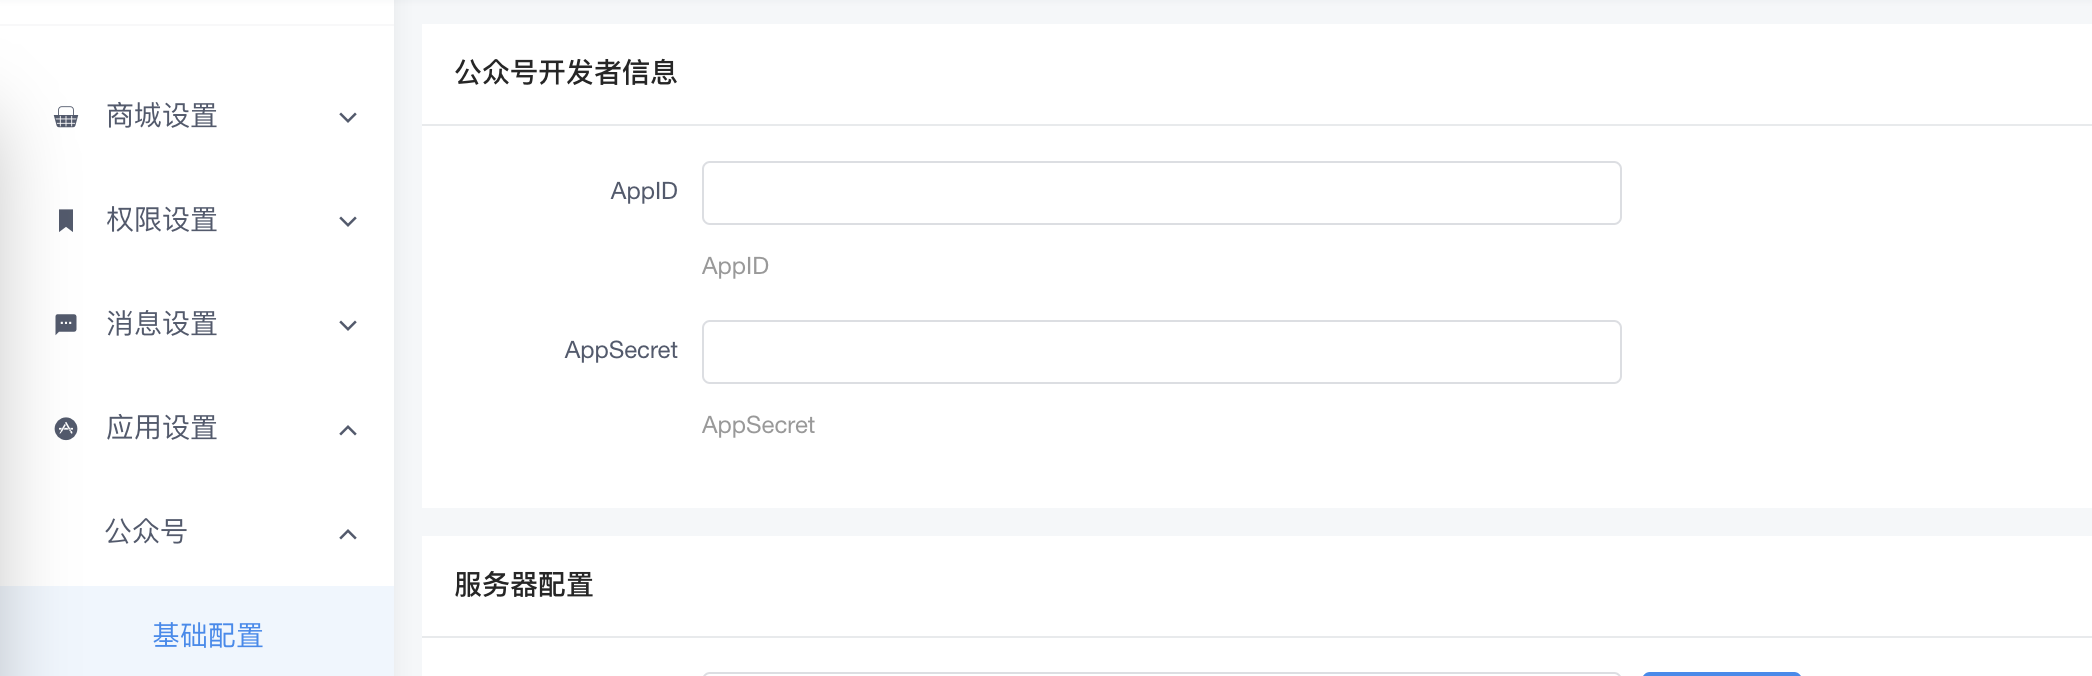 商城设置
权限设置
消息设置
应用设置
公众号
基础配置
公众号开发者信息
AppID
AppID
AppSecret
AppSecret
服务器配置